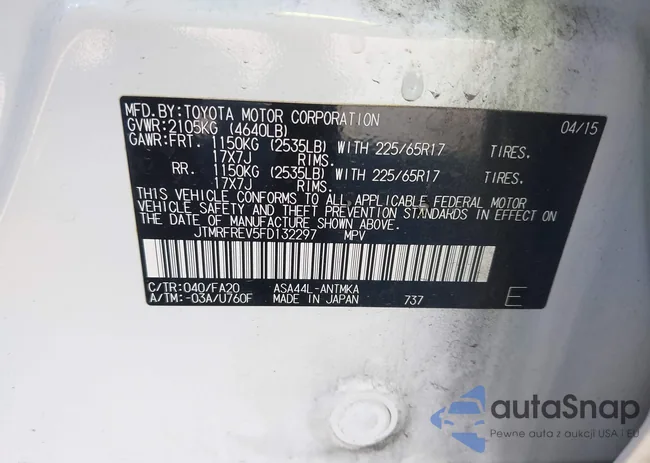 MFD.BY:TOYOTA MOTOR CORPORATION 04/15
GVWR:2105KG (4640LB)
GAWR:FRT. 1150KG (2535LB) WITH 225/65R17 TIRES.
17X7J RIMS.
RR. 1150KG (2535LB) WITH 225/65R17 TIRES.
17X7J RIMS.
THIS VEHICLE CONFORMS TO ALL APPLICABLE FEDERAL MOTOR
VEHICLE SAFETY AND THEFT PREVENTION STANDARDS IN EFFECT ON
THE DATE OF MANUFACTURE SHOWN ABOVE.
JTMRFREV5FD132297 MPV
C/TR:040/FA20 ASA44L-ANTMKA
A/TM:-03A/U760F MADE IN JAPAN 737 E
autoSnap
Pewne auta z aukcji USA i EU